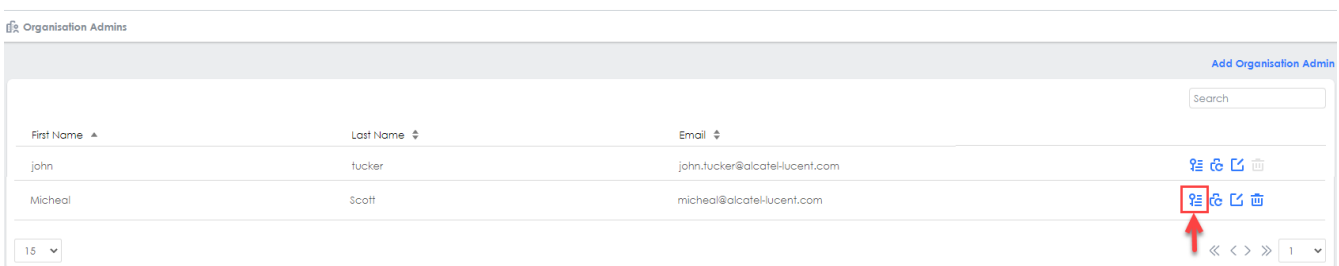 Organisation Admins
Add Organisation Admin
Search
First Name Last Name Email
john tucker john.tucker@alcatel-lucent.com
Micheal Scott micheal@alcatel-lucent.com
15 1